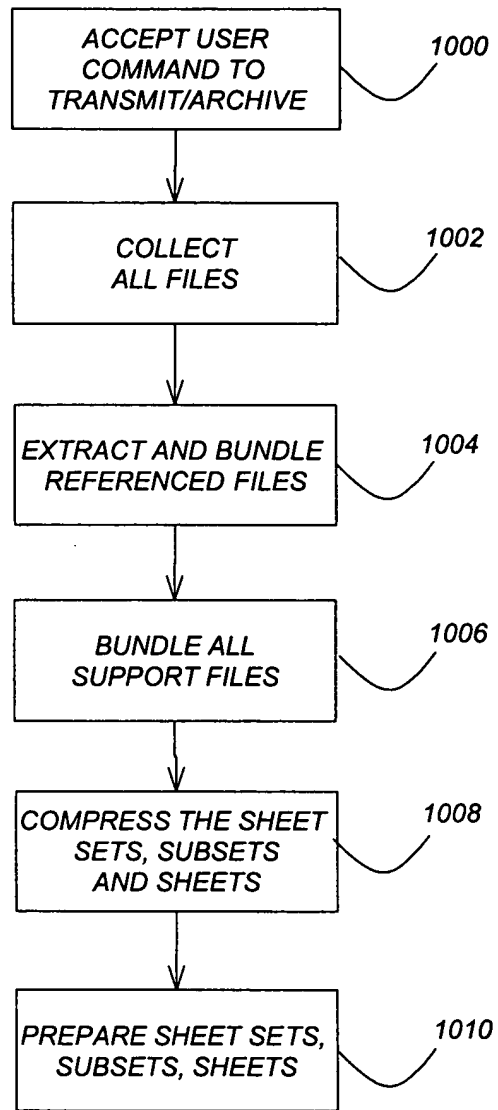 ACCEPT USER
COMMAND TO
TRANSMIT/ARCHIVE
1000
COLLECT
ALL FILES
1002
EXTRACT AND BUNDLE
REFERENCED FILES
1004
BUNDLE ALL
SUPPORT FILES
1006
COMPRESS THE SHEET
SETS, SUBSETS
AND SHEETS
1008
PREPARE SHEET SETS,
SUBSETS, SHEETS
1010